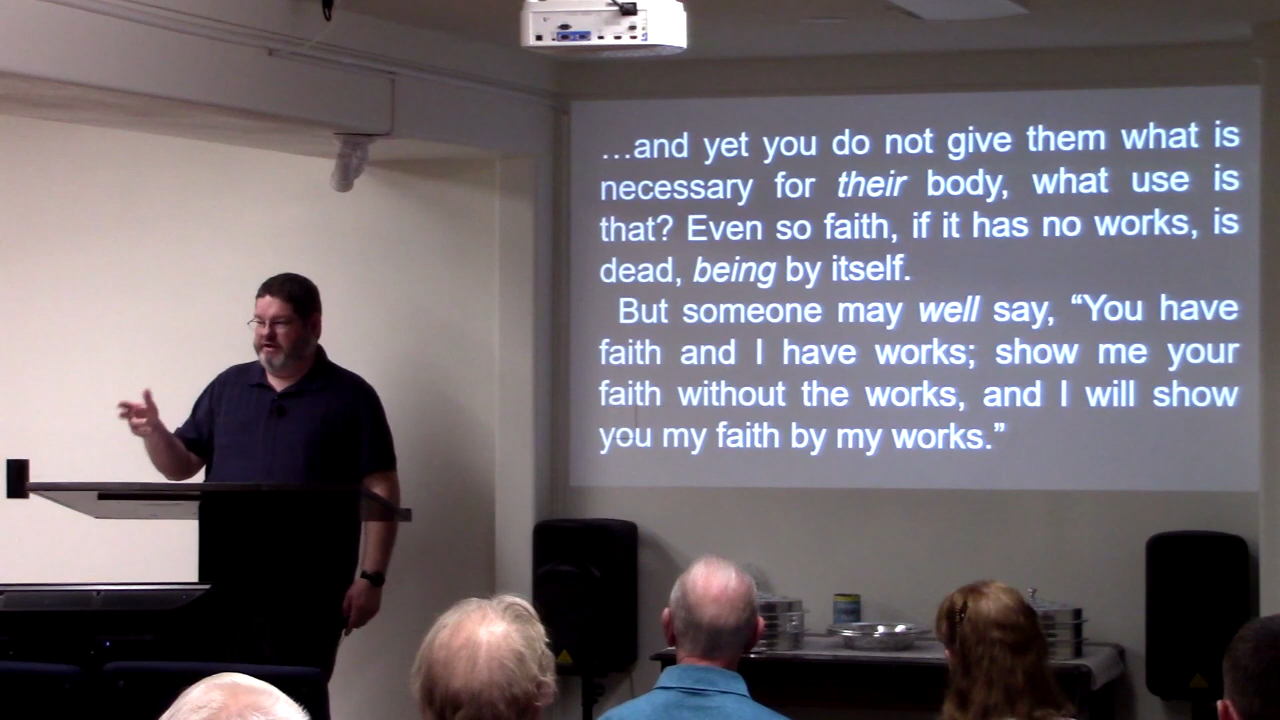 …and yet you do not give them what is
necessary for their body, what use is
that? Even so faith, if it has no works, is
dead, being by itself.
But someone may well say, “You have
faith and I have works; show me your
faith without the works, and I will show
you my faith by my works.”